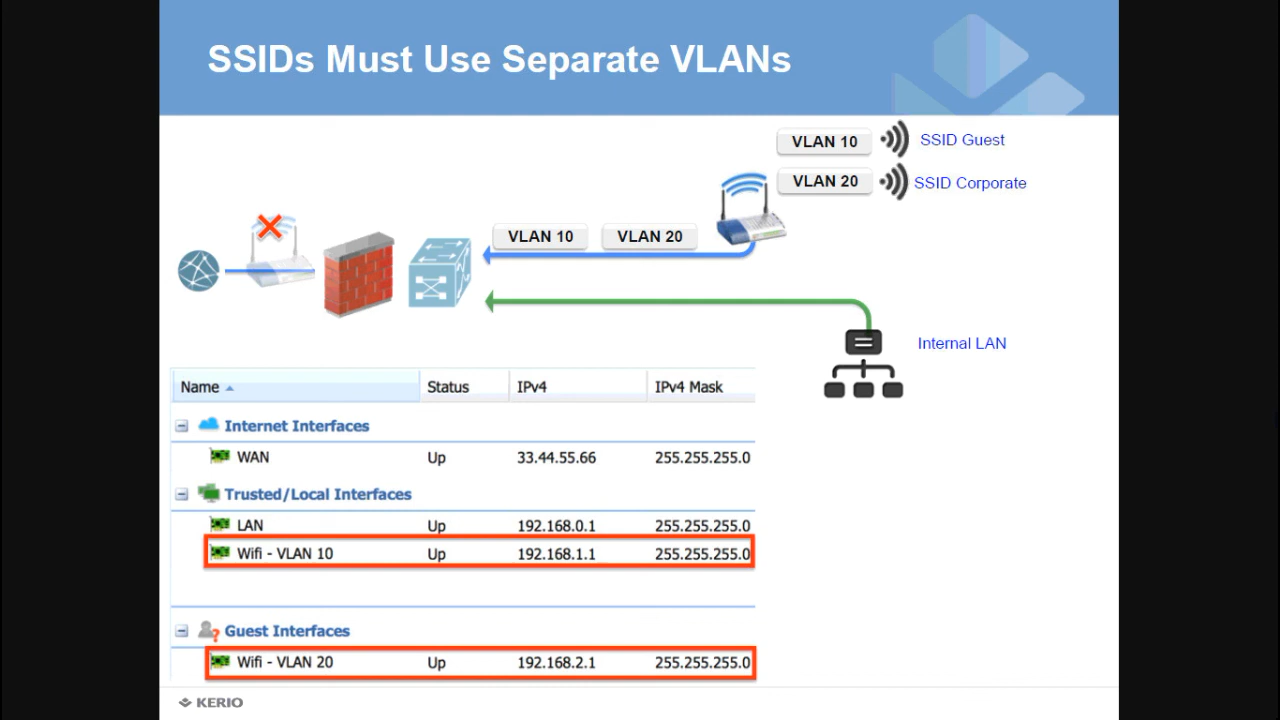 SSIDs Must Use Separate VLANs
VLAN 10 SSID Guest
VLAN 20 SSID Corporate
VLAN 10 VLAN 20
Internal LAN
Name Status IPv4 IPv4 Mask
Internet Interfaces
WAN Up 33.44.55.66 255.255.255.0
Trusted/Local Interfaces
LAN Up 192.168.0.1 255.255.255.0
Wifi - VLAN 10 Up 192.168.1.1 255.255.255.0
Guest Interfaces
Wifi - VLAN 20 Up 192.168.2.1 255.255.255.0
KERIO